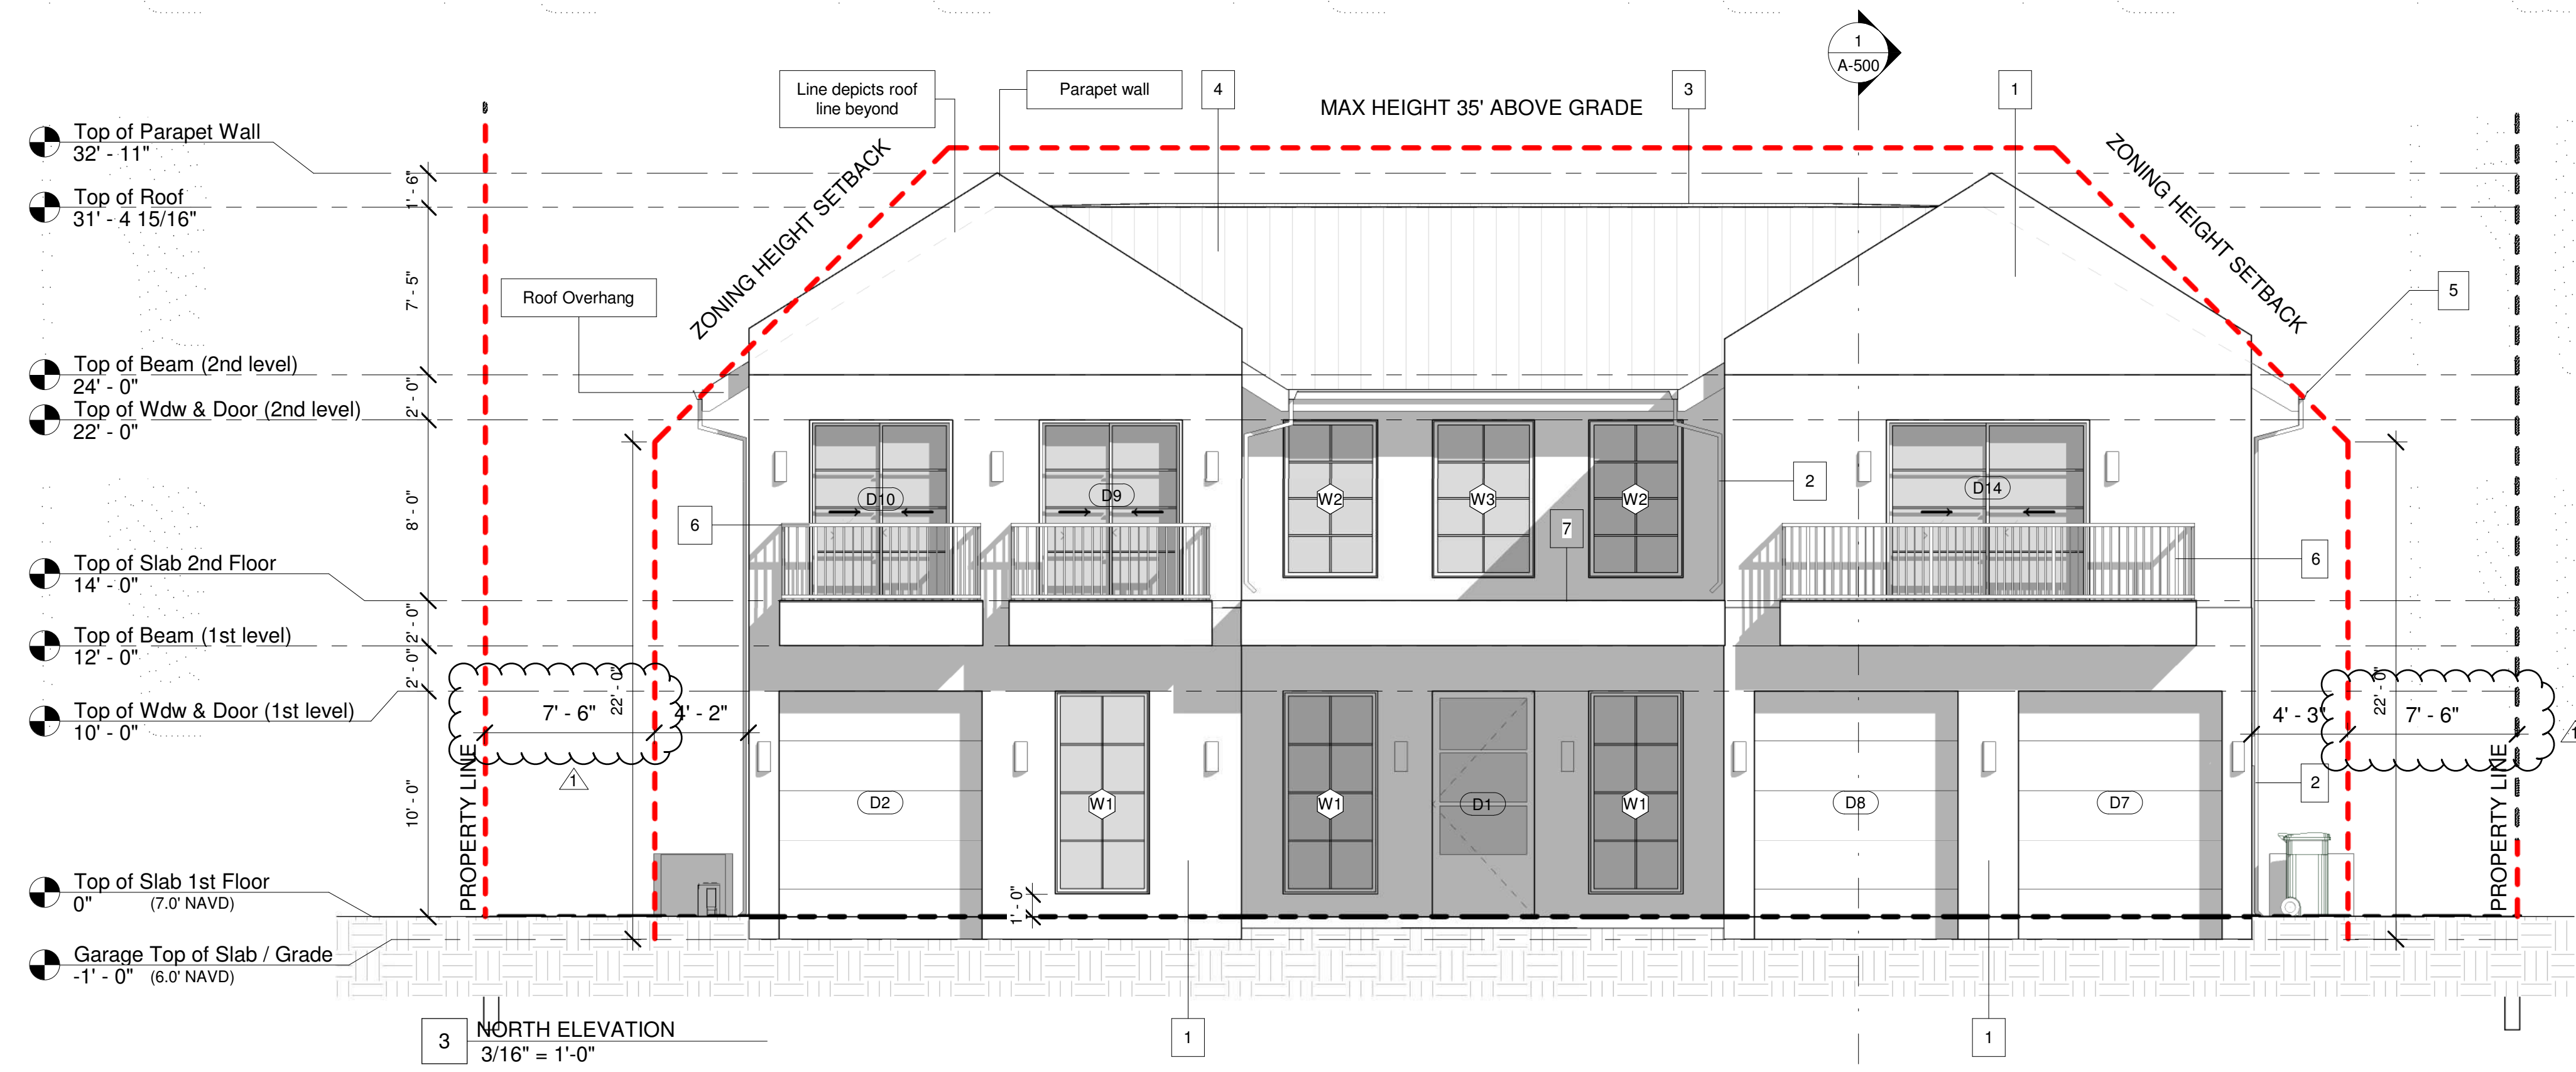 1
A-500
Line depicts roof
line beyond
Parapet wall
4
MAX HEIGHT 35' ABOVE GRADE
3
1
Top of Parapet Wall
32' - 11"
1' - 6"
ZONING HEIGHT SETBACK
ZONING HEIGHT SETBACK
Top of Roof
31' - 4 15/16"
7' - 5"
Roof Overhang
5
Top of Beam (2nd level)
24' - 0"
2' - 0"
Top of Wdw & Door (2nd level)
22' - 0"
8' - 0"
D10
D9
W2
W3
W2
2
D14
6
7
6
Top of Slab 2nd Floor
14' - 0"
2' - 0"
Top of Beam (1st level)
12' - 0"
2' - 0"
22' - 0"
22' - 0"
Top of Wdw & Door (1st level)
10' - 0"
7' - 6"
4' - 2"
4' - 3"
7' - 6"
1
1
PROPERTY LINE
PROPERTY LINE
10' - 0"
D2
W1
W1
D1
W1
D8
D7
2
Top of Slab 1st Floor
0" (7.0' NAVD)
1' - 0"
Garage Top of Slab / Grade
-1' - 0" (6.0' NAVD)
3
NORTH ELEVATION
3/16" = 1'-0"
1
1